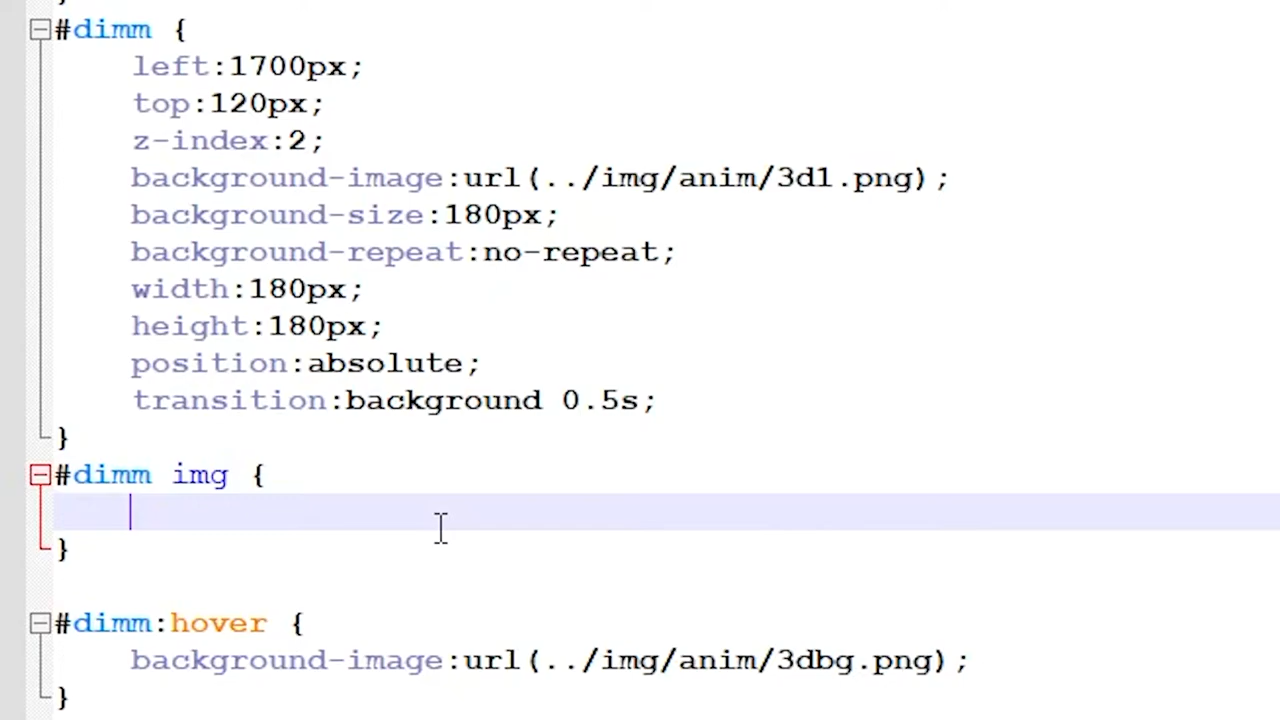 #dimm {
left:1700px;
top:120px;
z-index:2;
background-image:url(../img/anim/3d1.png);
background-size:180px;
background-repeat:no-repeat;
width:180px;
height:180px;
position:absolute;
transition:background 0.5s;
}
#dimm img {
}
#dimm:hover {
background-image:url(../img/anim/3dbg.png);
}